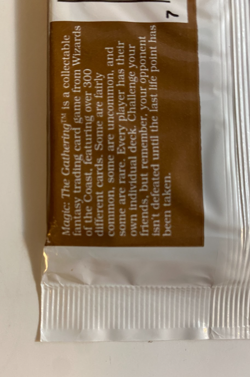 Magic: The Gathering™ is a collectable
fantasy trading card game from Wizards
of the Coast, featuring over 300
different cards. Some are fairly
common, some are uncommon, and
some are rare. Every player has their
own individual deck. Challenge your
friends, but remember, your opponent
isn't defeated until the last life point has
been taken.
7